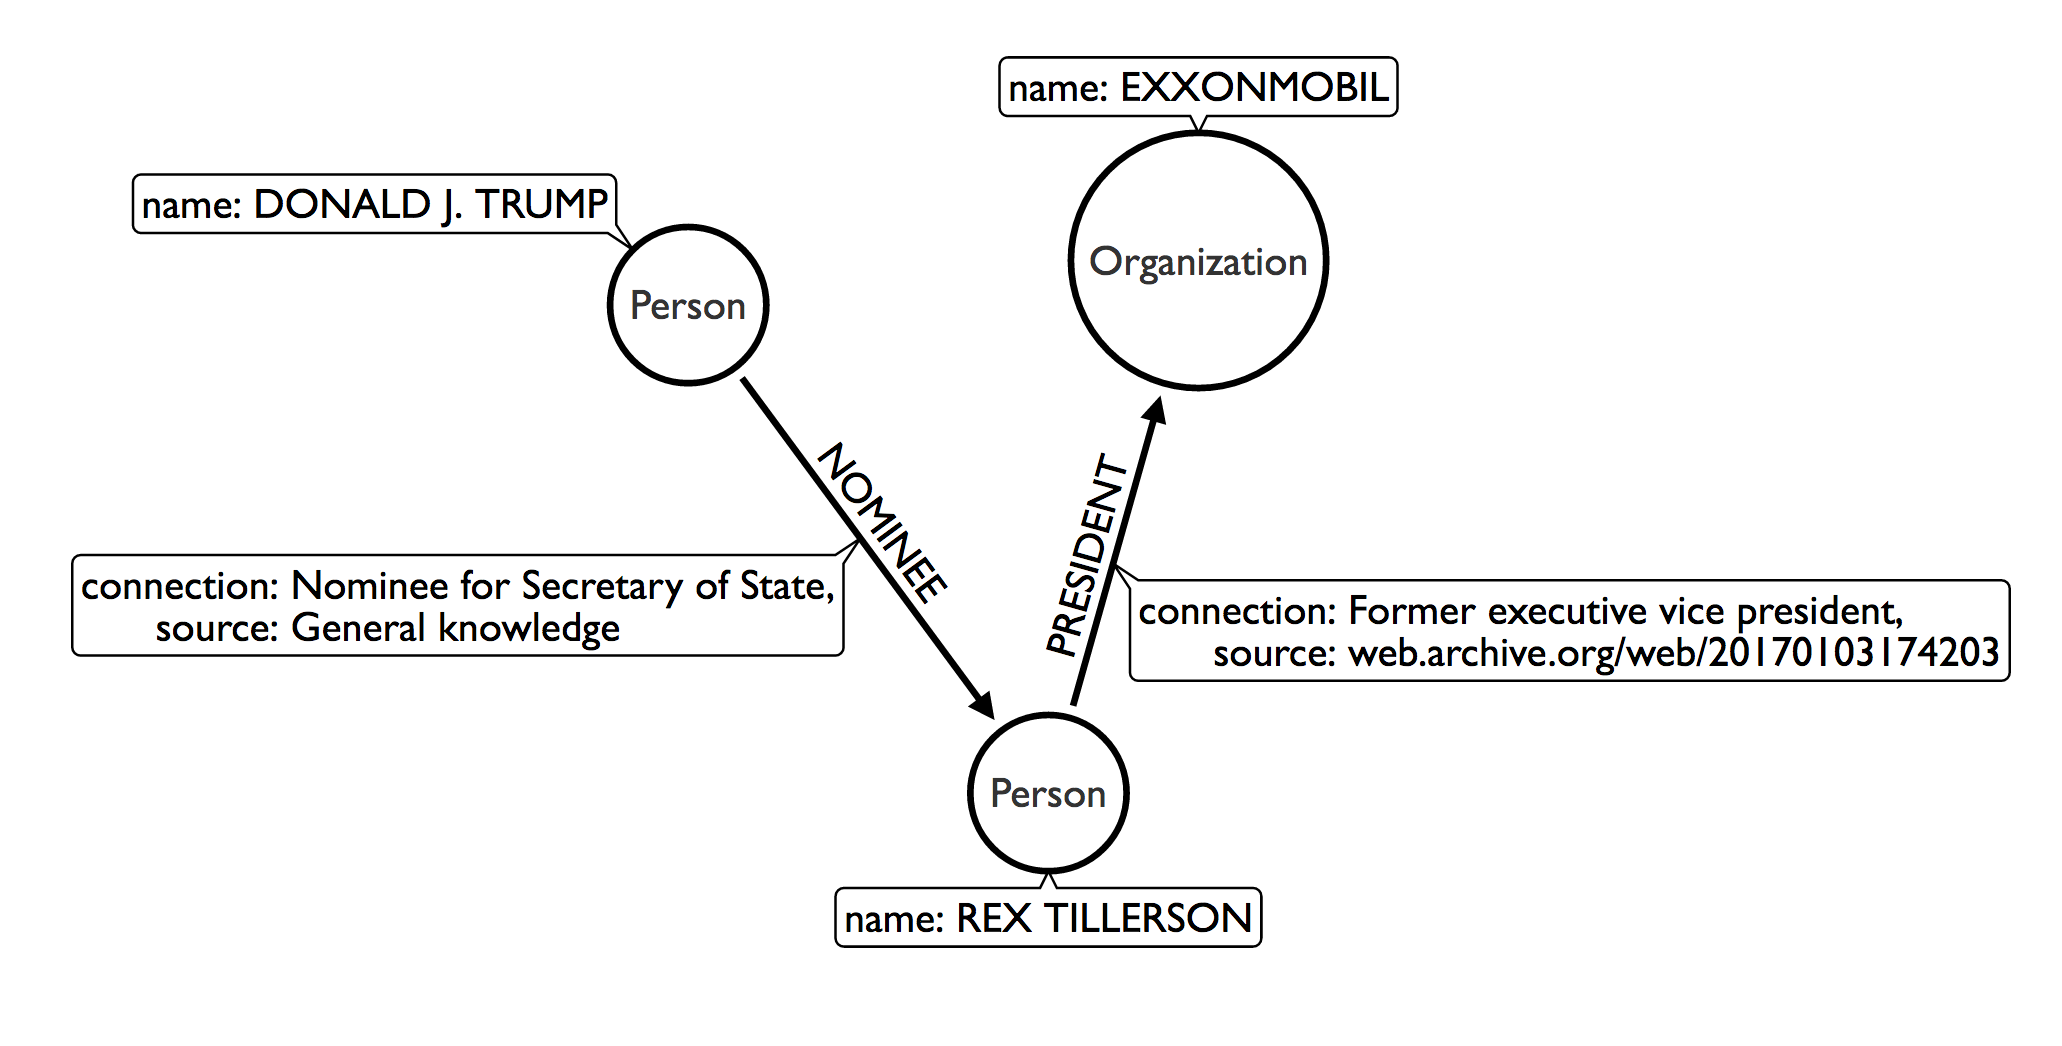 name: EXXONMOBIL
name: DONALD J. TRUMP
Organization
Person
NOMINEE
PRESIDENT
connection: Nominee for Secretary of State,
source: General knowledge
connection: Former executive vice president,
source: web.archive.org/web/20170103174203
Person
name: REX TILLERSON